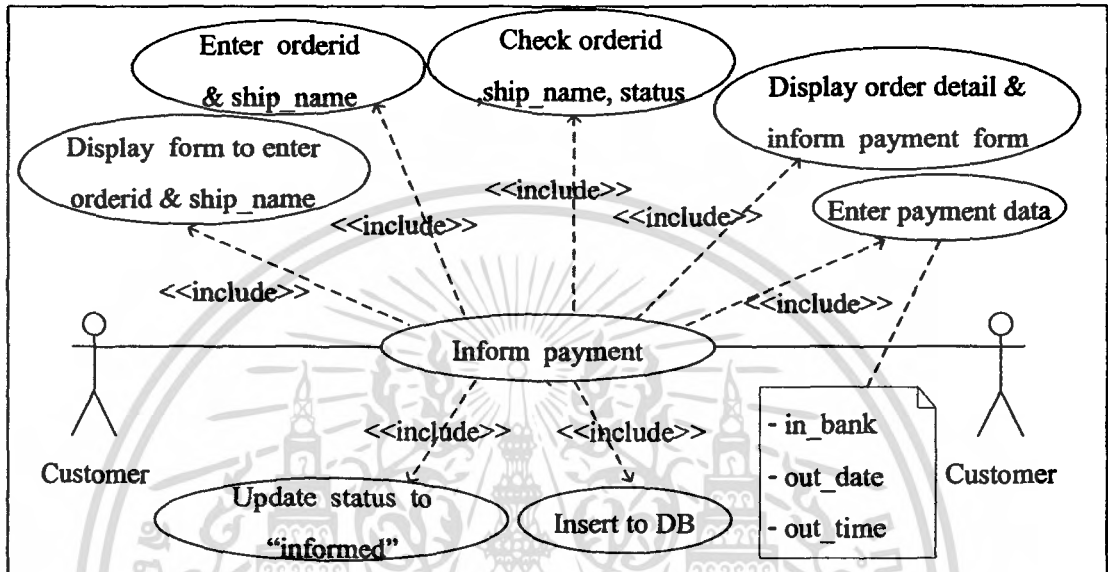 Enter orderid
& ship_name
Check orderid
,ship_name, status
Display order detail &
inform payment form
Display form to enter
orderid & ship_name
<<include>>
<<include>>
<<include>>
<<include>>
Enter payment data
<<include>>
Inform payment
Customer
Customer
<<include>>
<<include>>
- in_bank
- out_date
- out_time
Update status to
“informed”
Insert to DB